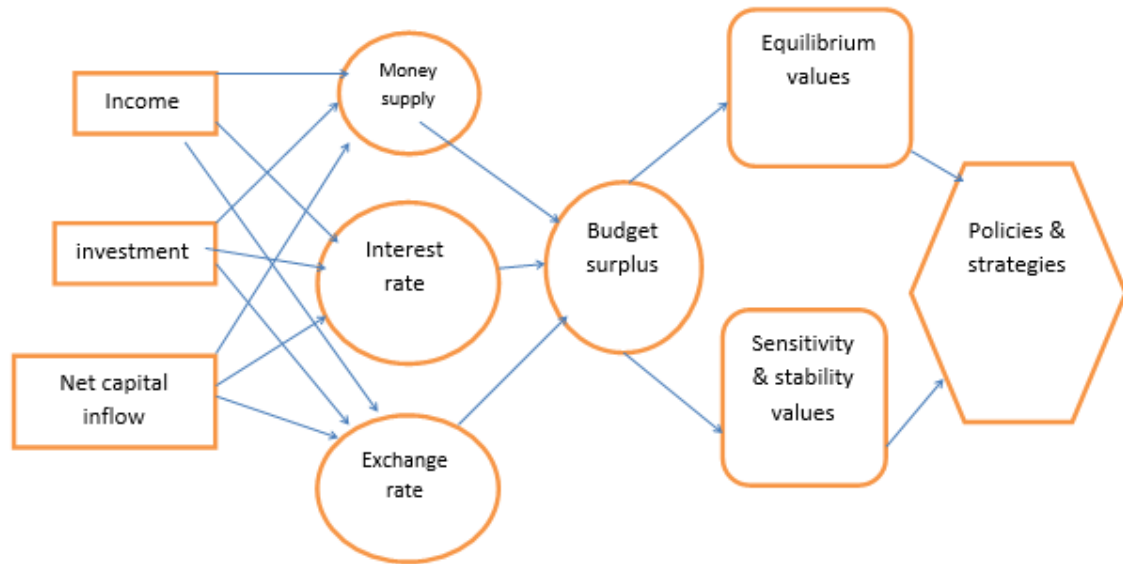 Income
investment
Net capital
inflow
Money
supply
Interest
rate
Exchange
rate
Budget
surplus
Equilibrium
values
Sensitivity
& stability
values
Policies &
strategies